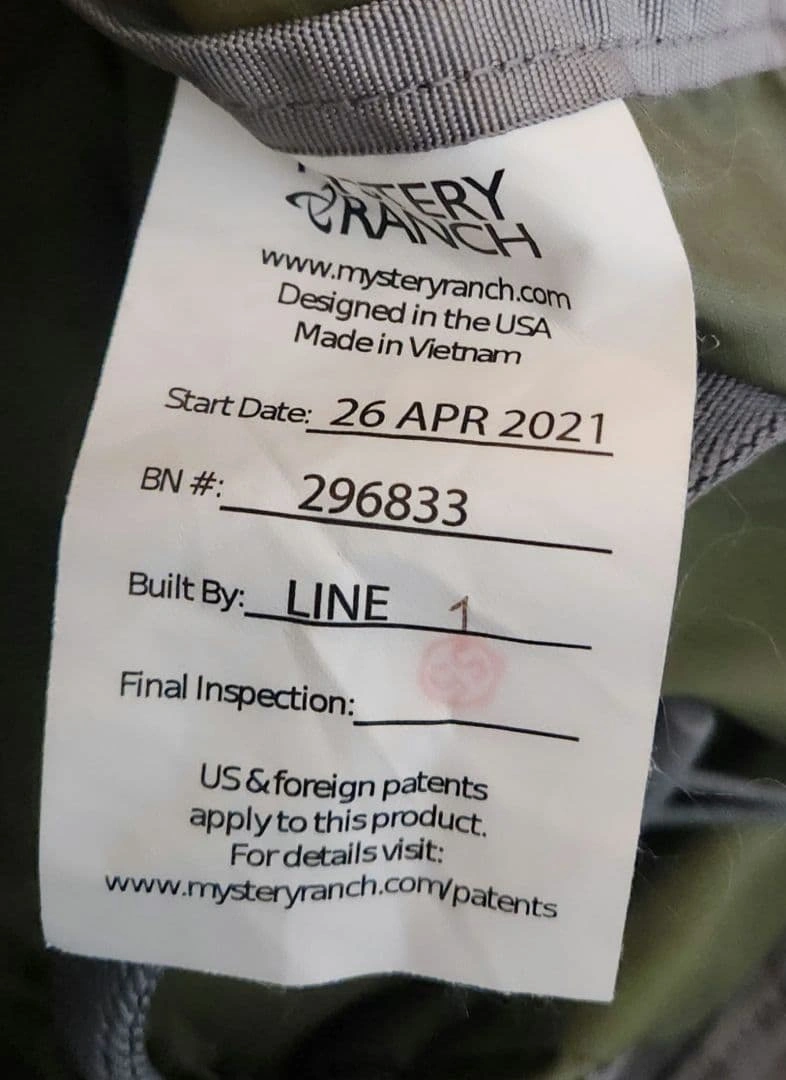 RANCH
www.mysteryranch.com
Designed in the USA
Made in Vietnam
Start Date: 26 APR 2021
BN #: 296833
Built By: LINE 1
Final Inspection:
US & foreign patents
apply to this product.
For details visit:
www.mysteryranch.com/patents